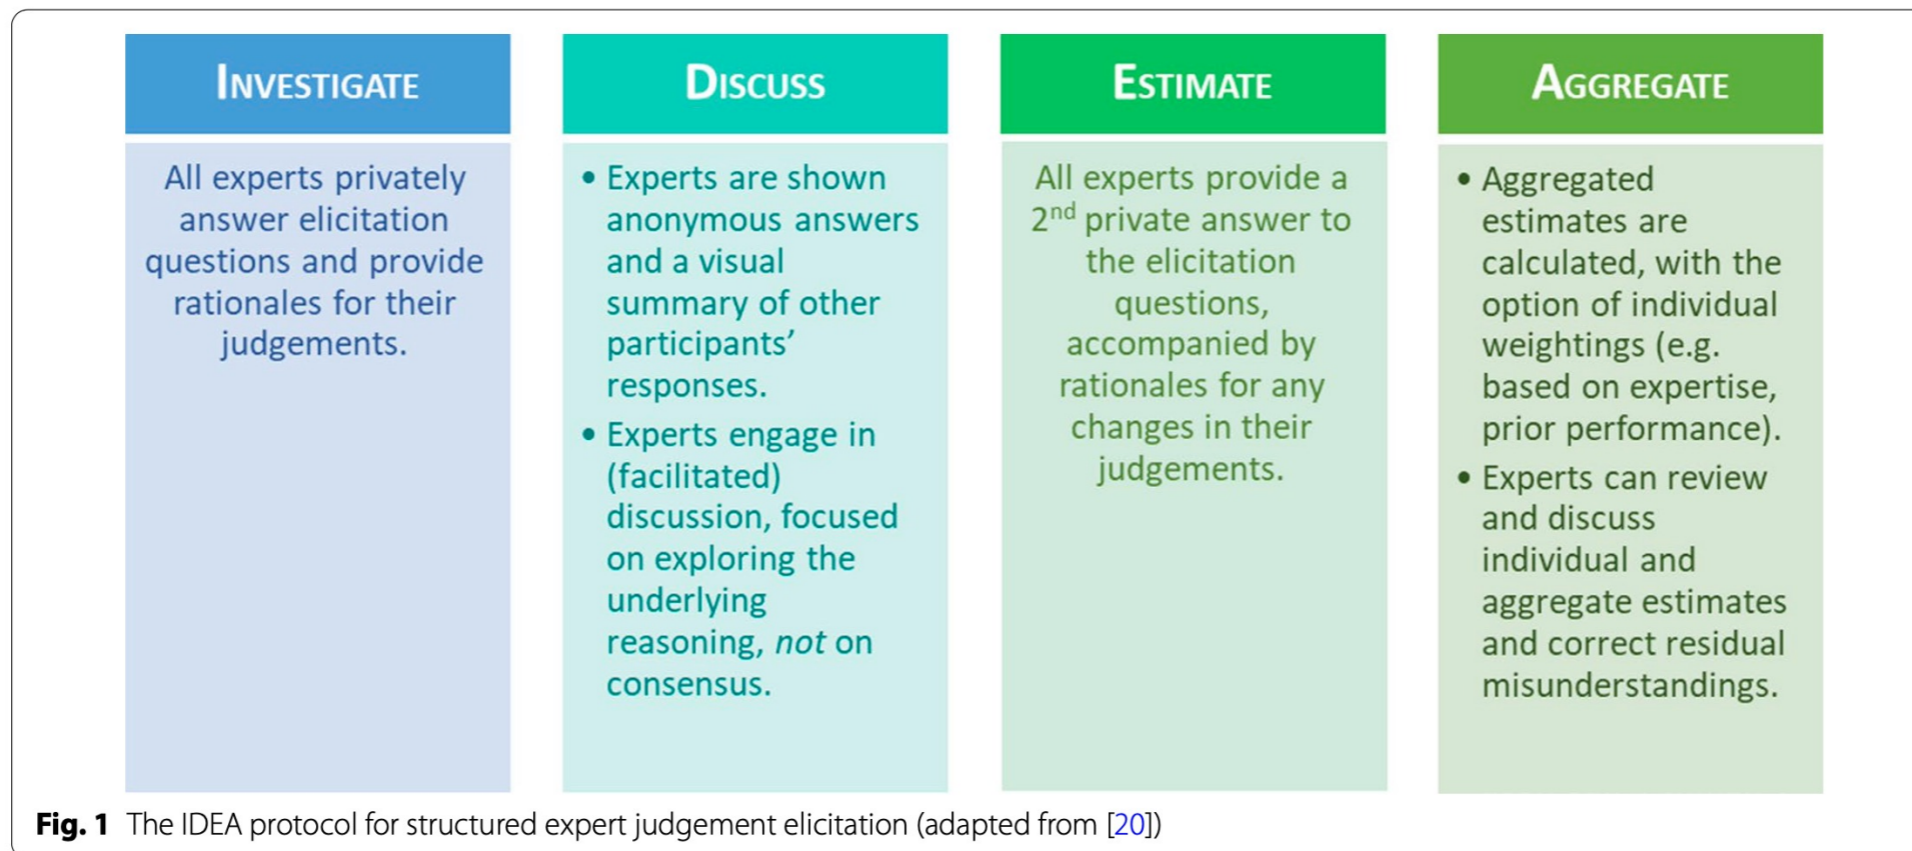 INVESTIGATE
All experts privately
answer elicitation
questions and provide
rationales for their
judgements.
DISCUSS
• Experts are shown
anonymous answers
and a visual
summary of other
participants’
responses.
• Experts engage in
(facilitated)
discussion, focused
on exploring the
underlying
reasoning, not on
consensus.
ESTIMATE
All experts provide a
2nd private answer to
the elicitation
questions,
accompanied by
rationales for any
changes in their
judgements.
AGGREGATE
• Aggregated
estimates are
calculated, with the
option of individual
weightings (e.g.
based on expertise,
prior performance).
• Experts can review
and discuss
individual and
aggregate estimates
and correct residual
misunderstandings.
Fig. 1 The IDEA protocol for structured expert judgement elicitation (adapted from [20])